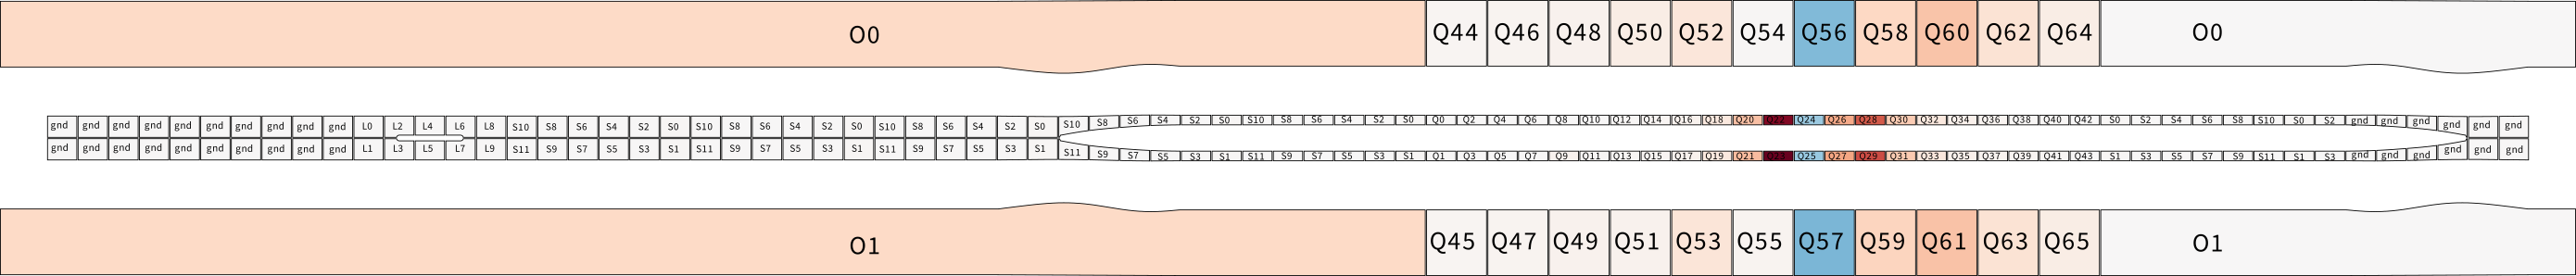 O0 Q44 Q46 Q48 Q50 Q52 Q54 Q56 Q58 Q60 Q62 Q64 O0
gnd gnd gnd gnd gnd gnd gnd gnd gnd gnd L0 L2 L4 L6 L8 S10 S8 S6 S4 S2 S0 S10 S8 S6 S4 S2 S0 S10 S8 S6 S4 S2 S0 S10 S8 S6 S4 S2 S0 S10 S8 S6 S4 S2 S0 Q0 Q2 Q4 Q6 Q8 Q10 Q12 Q14 Q16 Q18 Q20 Q22 Q24 Q26 Q28 Q30 Q32 Q34 Q36 Q38 Q40 Q42 S0 S2 S4 S6 S8 S10 S0 S2 gnd gnd gnd gnd gnd gnd
gnd gnd gnd gnd gnd gnd gnd gnd gnd gnd L1 L3 L5 L7 L9 S11 S9 S7 S5 S3 S1 S11 S9 S7 S5 S3 S1 S11 S9 S7 S5 S3 S1 S11 S9 S7 S5 S3 S1 S11 S9 S7 S5 S3 S1 Q1 Q3 Q5 Q7 Q9 Q11 Q13 Q15 Q17 Q19 Q21 Q23 Q25 Q27 Q29 Q31 Q33 Q35 Q37 Q39 Q41 Q43 S1 S3 S5 S7 S9 S11 S1 S3 gnd gnd gnd gnd gnd gnd
O1 Q45 Q47 Q49 Q51 Q53 Q55 Q57 Q59 Q61 Q63 Q65 O1